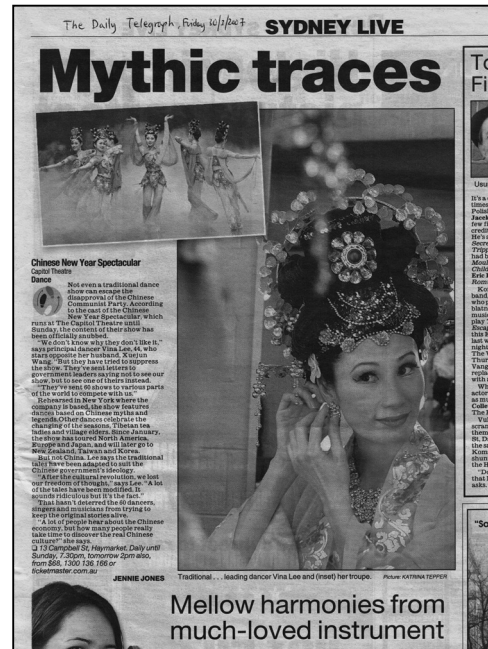 The Daily Telegraph, Friday 30/3/2007
SYDNEY LIVE
Mythic traces
Chinese New Year Spectacular
Capitol Theatre
Dance
Not even a traditional dance
show can escape the
disapproval of the Chinese
Communist Party. According
to the cast of the Chinese
New Year Spectacular, which
runs at The Capitol Theatre until
Sunday, the content of their show has
been officially snubbed.
"We don't know why they don't like it,"
says principal dancer Vina Lee, 44, who
stars opposite her husband, Xuejun
Wang. "But they have tried to suppress
the show. They've sent letters to
government leaders saying not to see our
show, but to see one of theirs instead.
"They've sent 60 shows to various parts
of the world to compete with us."
Rehearsed in New York where the
company is based, the show features
dances based on Chinese myths and
legends. Other dances celebrate the
changing of the seasons, Tibetan tea
ladies and village elders. Since January,
the show has toured North America,
Europe and Japan, and will later go to
New Zealand, Taiwan and Korea.
But not China. Lee says the traditional
tales have been adapted to suit the
Chinese government's ideology.
"After the cultural revolution, we lost
our freedom of thought," says Lee. "A lot
of the tales have been modified. It
sounds ridiculous but it's the fact."
That hasn't deterred the 60 dancers,
singers and musicians from trying to
keep the original stories alive.
"A lot of people hear about the Chinese
economy, but how many people really
take time to discover the real Chinese
culture?" she says.
❑ 13 Campbell St, Haymarket. Daily until
Sunday, 7.30pm, tomorrow 2pm also,
from $68, 1300 136 166 or
ticketmaster.com.au
JENNIE JONES
Traditional . . . leading dancer Vina Lee and (inset) her troupe.
Picture: KATRINA TEPPER
Mellow harmonies from
much-loved instrument